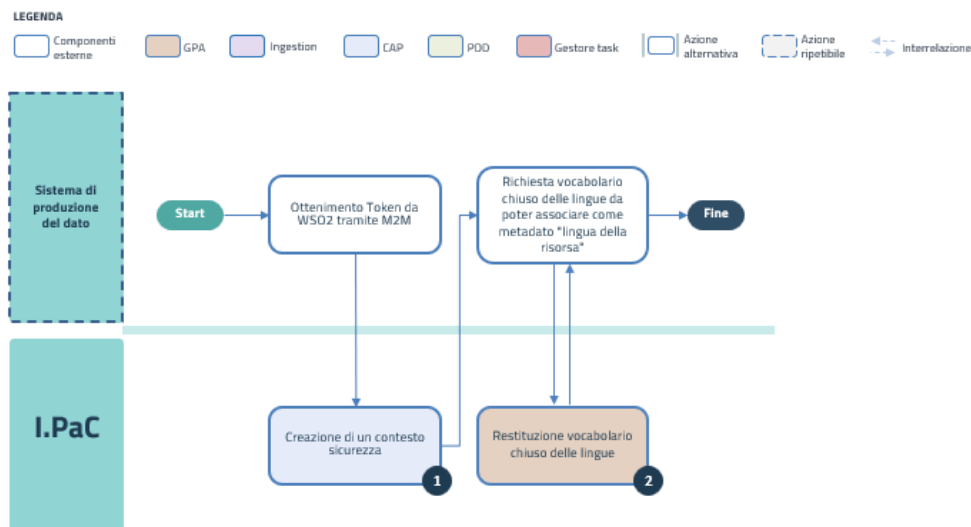 LEGENDA
Componenti
esterne
GPA
Ingestion
CAP
POD
Gestore task
Azione
alternativa
Azione
ripetibile
Interrelazione
Sistema di
produzione
del dato
Start
Ottenimento Token da
WSO2 tramite M2M
Richiesta vocabolario
chiuso delle lingue da
poter associare come
metadato "lingua della
risorsa"
Fine
I.PaC
Creazione di un contesto
sicurezza
1
Restituzione vocabolario
chiuso delle lingue
2